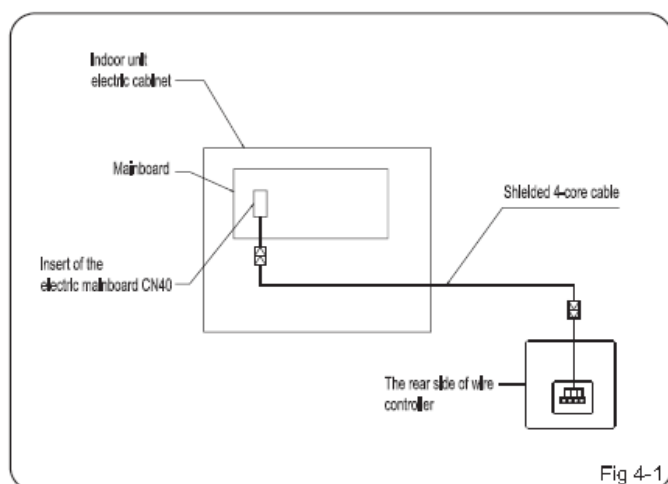 Indoor unit
electric cabinet
Mainboard
Shielded 4-core cable
Insert of the
electric mainboard CN40
The rear side of wire
controller
Fig 4-1